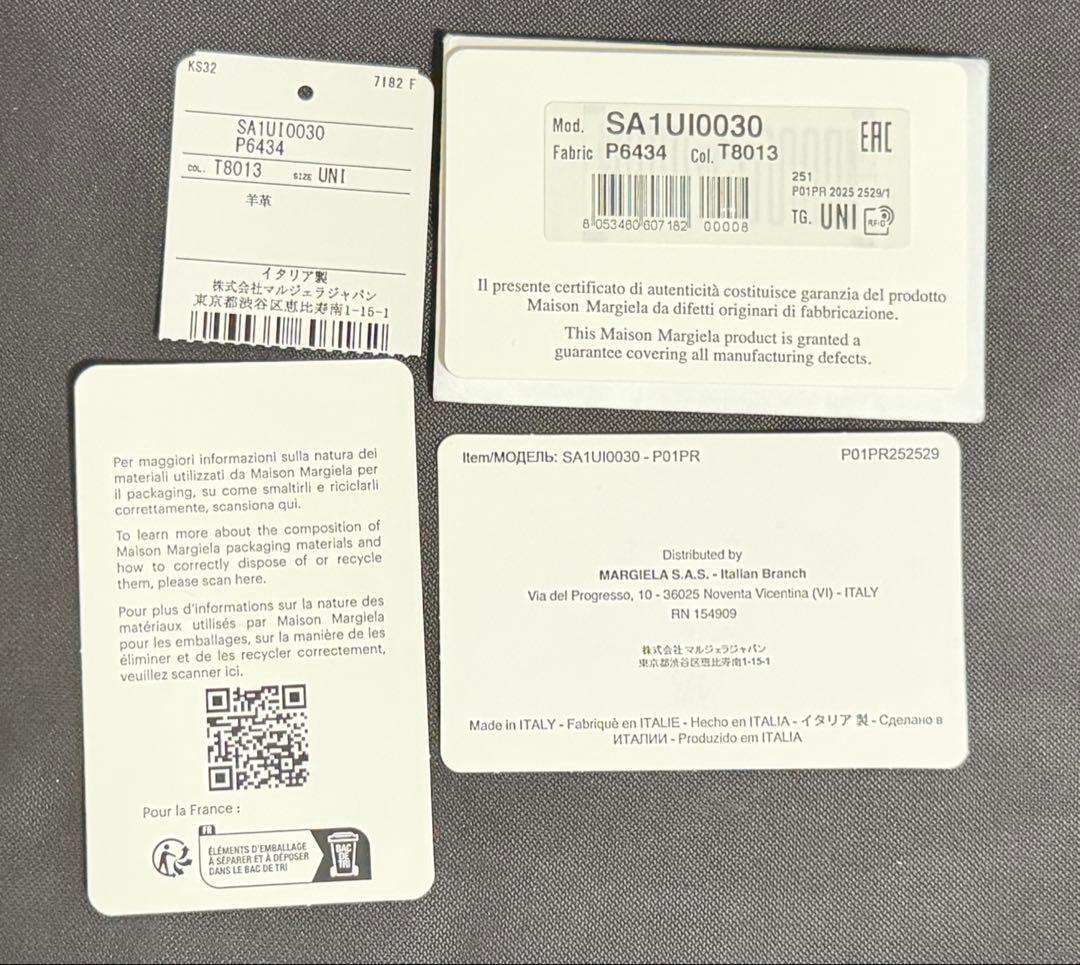 KS32
7182 F
SA1UI0030
P6434
COL. T8013 SIZE UNI
羊革
イタリア製
株式会社マルジェラジャパン
東京都渋谷区恵比寿南1-15-1
Mod. SA1UI0030
EAC
Fabric P6434 Col. T8013
251
P01PR 2025 2529/1
TG. UNI RFID
8 053460 607182 00008
Il presente certificato di autenticità costituisce garanzia del prodotto
Maison Margiela da difetti originari di fabbricazione.
This Maison Margiela product is granted a
guarantee covering all manufacturing defects.
Per maggiori informazioni sulla natura dei
materiali utilizzati da Maison Margiela per
il packaging, su come smaltirli e riciclarli
correttamente, scansiona qui.
To learn more about the composition of
Maison Margiela packaging materials and
how to correctly dispose of or recycle
them, please scan here.
Pour plus d'informations sur la nature des
matériaux utilisés par Maison Margiela
pour les emballages, sur la manière de les
éliminer et de les recycler correctement,
veuillez scanner ici.
Pour la France :
FR
ÉLÉMENTS D'EMBALLAGE
À SÉPARER ET À DÉPOSER
DANS LE BAC DE TRI
BAC
DE
TRI
Item/МОДЕЛЬ: SA1UI0030 - P01PR
P01PR252529
Distributed by
MARGIELA S.A.S. - Italian Branch
Via del Progresso, 10 - 36025 Noventa Vicentina (VI) - ITALY
RN 154909
株式会社マルジェラジャパン
東京都渋谷区恵比寿南1-15-1
Made in ITALY - Fabriqué en ITALIE - Hecho en ITALIA - イタリア 製 - Сделано в
ИТАЛИИ - Produzido em ITALIA